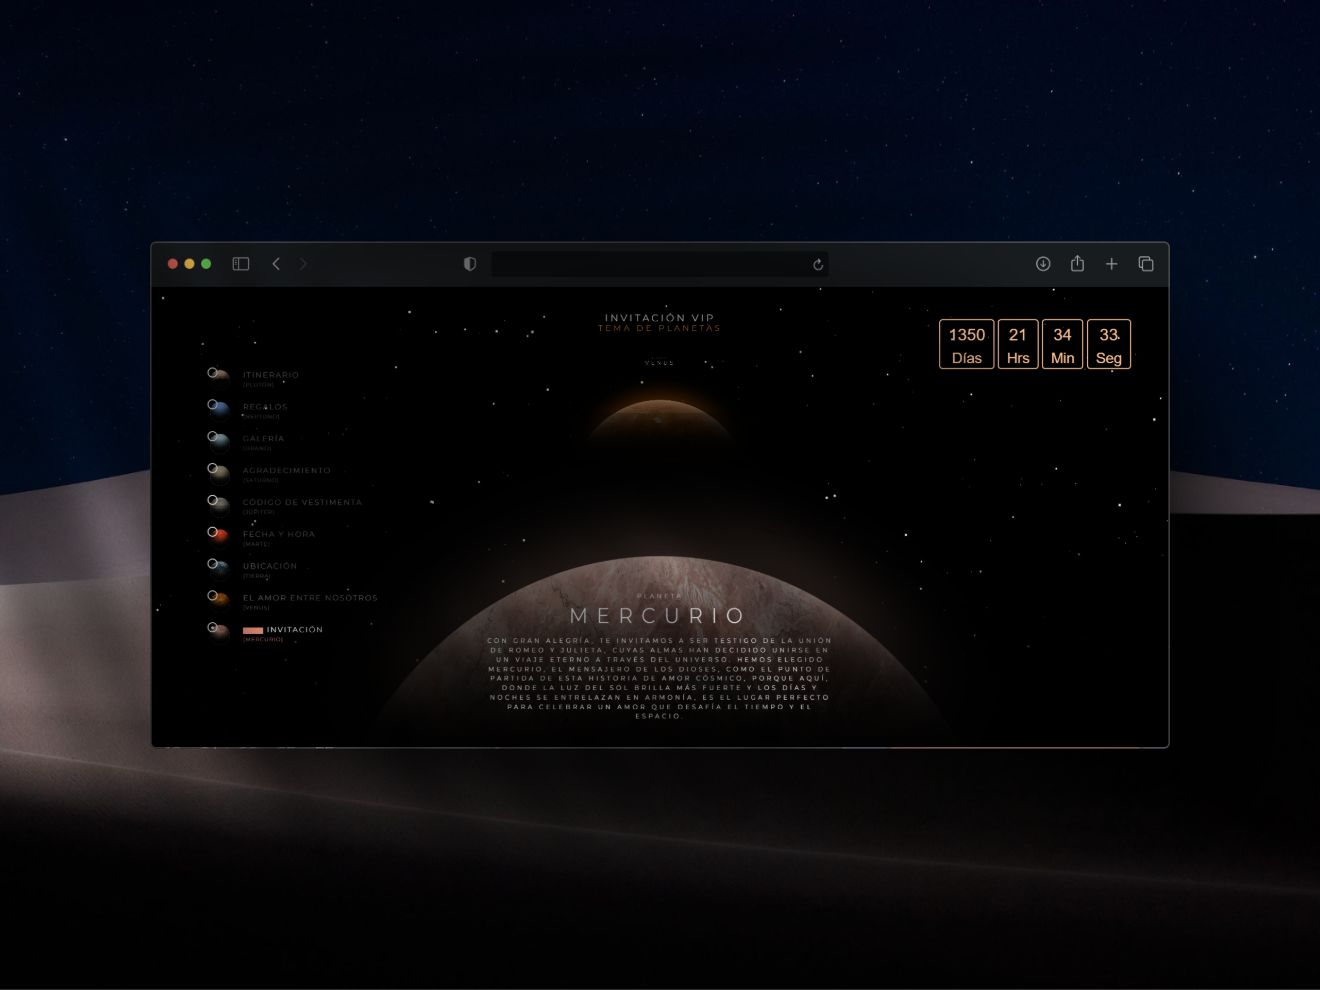 INVITACIÓN VIP
TEMA DE PLANETAS
1350 21 34 33
Días Hrs Min Seg
VENUS
ITINERARIO
(PLUTÓN)
REGALOS
(NEPTUNO)
GALERÍA
(URANO)
AGRADECIMIENTO
(SATURNO)
CÓDIGO DE VESTIMENTA
(JÚPITER)
FECHA Y HORA
(MARTE)
UBICACIÓN
(TIERRA)
EL AMOR ENTRE NOSOTROS
(VENUS)
INVITACIÓN
(MERCURIO)
PLANETA
MERCURIO
CON GRAN ALEGRÍA, TE INVITAMOS A SER TESTIGO DE LA UNIÓN
DE ROMEO Y JULIETA, CUYAS ALMAS HAN DECIDIDO UNIRSE EN
UN VIAJE ETERNO A TRAVÉS DEL UNIVERSO. HEMOS ELEGIDO
MERCURIO, EL MENSAJERO DE LOS DIOSES, COMO EL PUNTO DE
PARTIDA DE ESTA HISTORIA DE AMOR CÓSMICO, PORQUE AQUÍ,
DONDE LA LUZ DEL SOL BRILLA MÁS FUERTE Y LOS DÍAS Y
NOCHES SE ENTRELAZAN EN ARMONÍA, ES EL LUGAR PERFECTO
PARA CELEBRAR UN AMOR QUE DESAFÍA EL TIEMPO Y EL
ESPACIO.